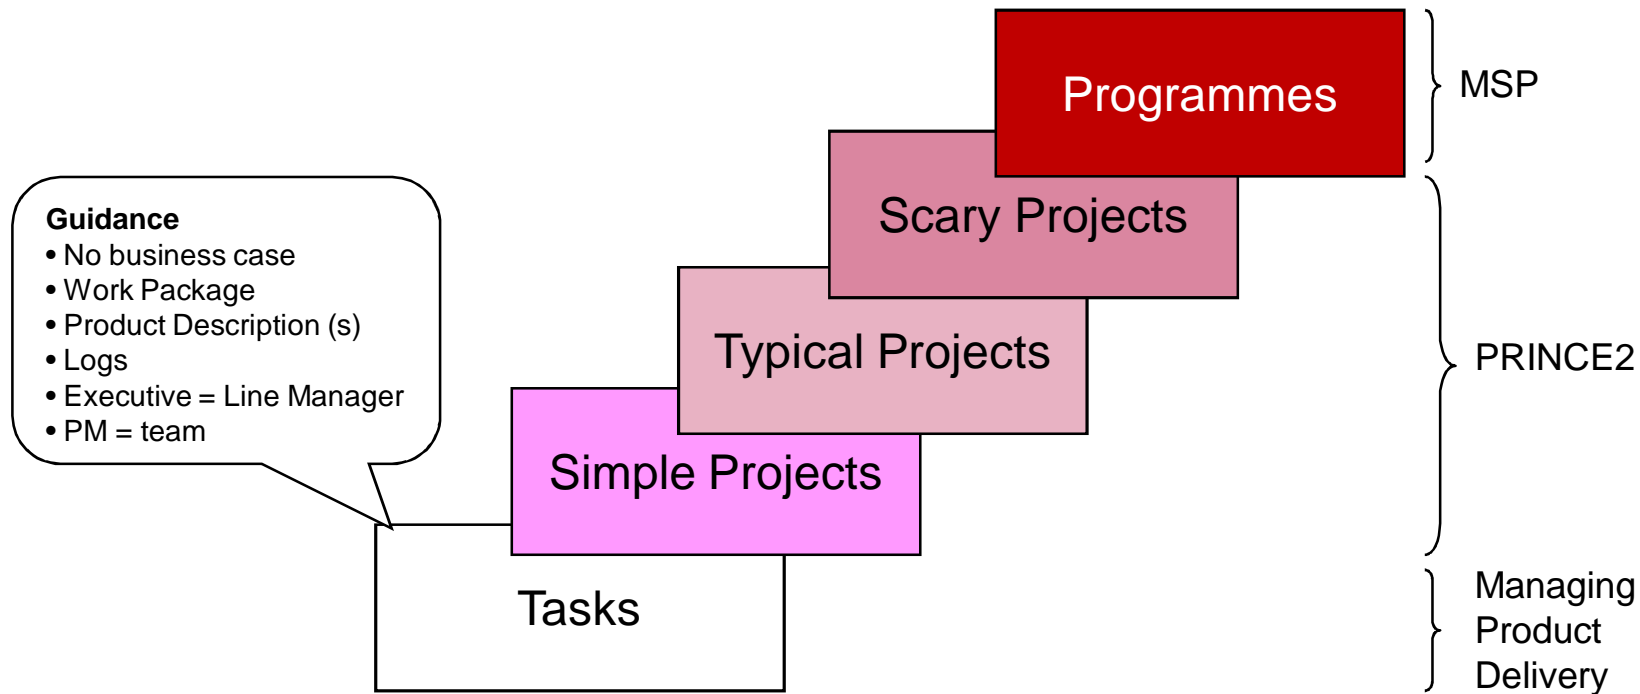 Programmes
MSP
Scary Projects
Guidance
• No business case
• Work Package
• Product Description (s)
• Logs
• Executive = Line Manager
• PM = team
Typical Projects
PRINCE2
Simple Projects
Tasks
Managing
Product
Delivery